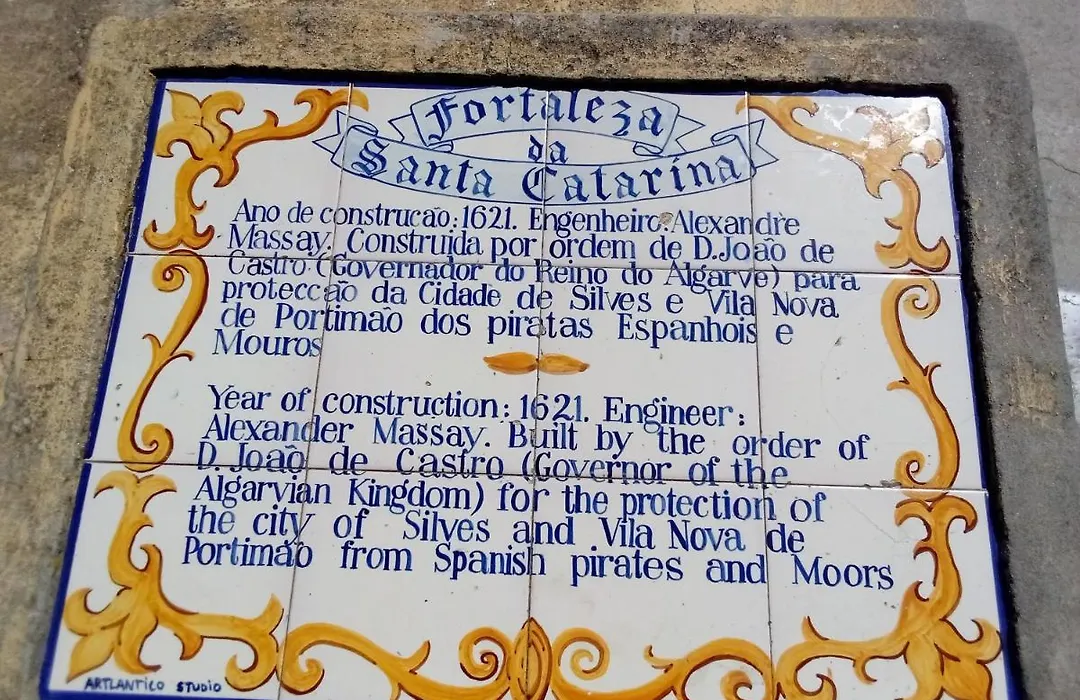 Fortaleza
da
Santa Catarina
Ano de construcão: 1621. Engenheiro: Alexandre
Massay. Construida por ordem de D. João de
Castro (Governador do Reino do Algarve) para
proteccão da Cidade de Silves e Vila Nova
de Portimão dos piratas Espanhois e
Mouros
Year of construction: 1621. Engineer:
Alexander Massay. Built by the order of
D. João de Castro (Governor of the
Algarvian Kingdom) for the protection of
the city of Silves and Vila Nova de
Portimão from Spanish pirates and Moors
ARTLANTICO STUDIO